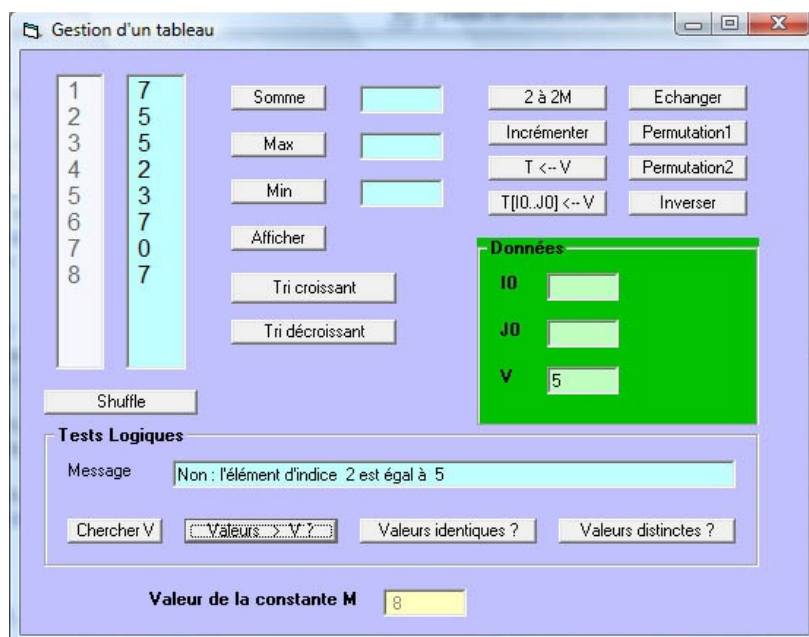 Gestion d'un tableau
1
2
3
4
5
6
7
8
7
5
5
2
3
7
0
7
Somme
Max
Min
Afficher
Tri croissant
Tri décroissant
2 à 2M
Echanger
Incrémenter
Permutation1
T <-- V
Permutation2
T[I0..J0] <-- V
Inverser
Données
I0
J0
V
5
Shuffle
Tests Logiques
Message
Non : l'élément d'indice 2 est égal à 5
Chercher V
Valeurs > V ?
Valeurs identiques ?
Valeurs distinctes ?
Valeur de la constante M
8